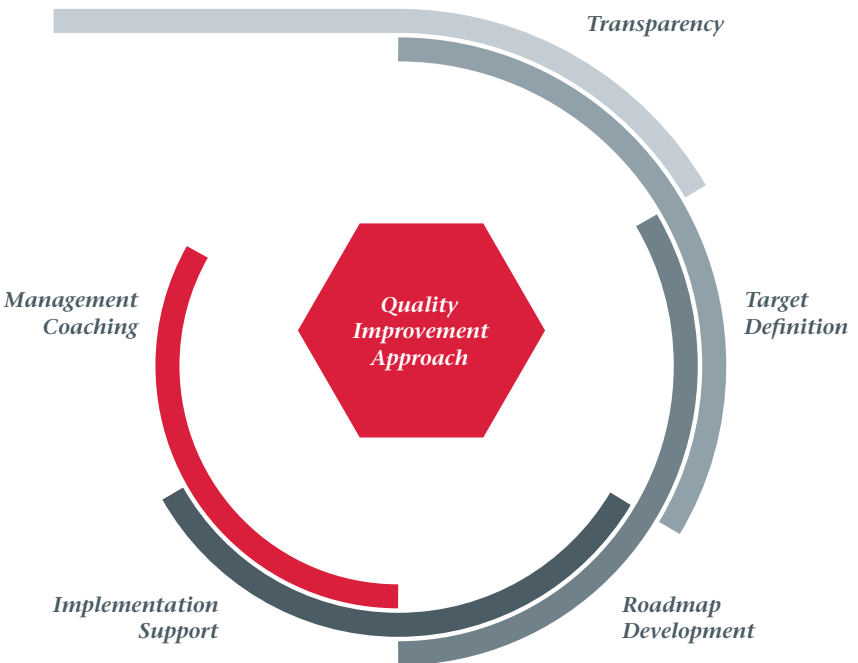 Transparency
Target
Definition
Roadmap
Development
Implementation
Support
Management
Coaching
Quality
Improvement
Approach